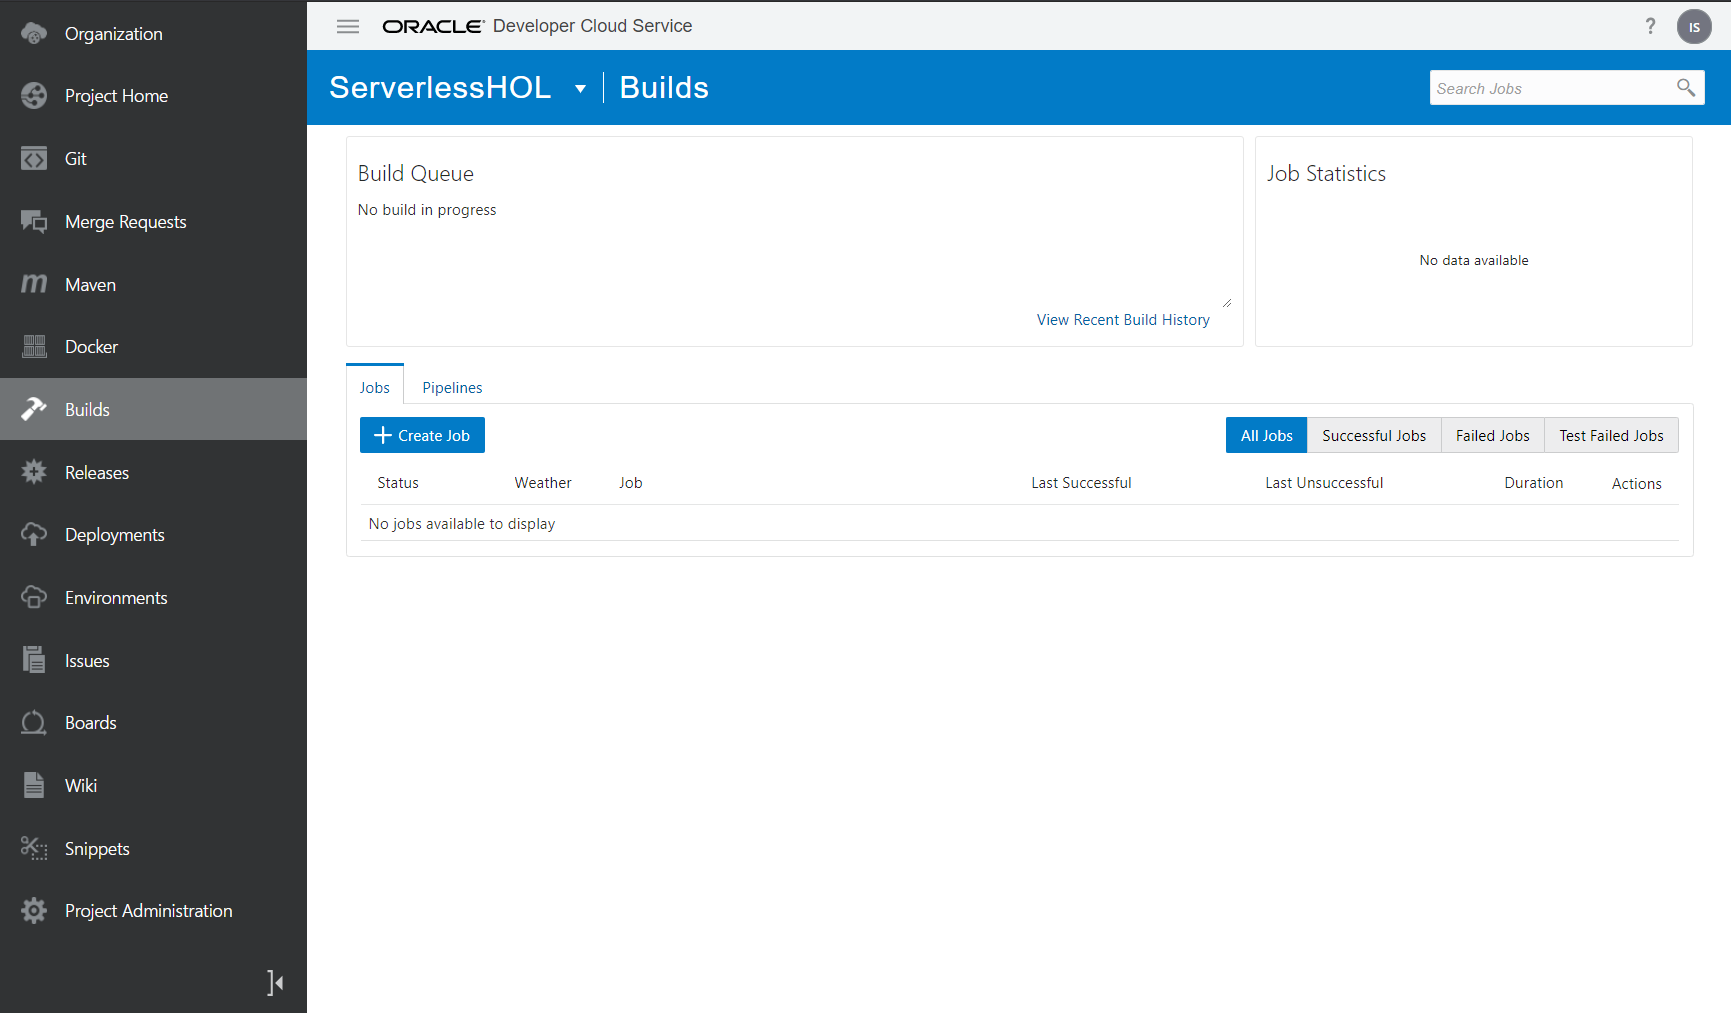 Organization
Project Home
Git
Merge Requests
Maven
Docker
Builds
Releases
Deployments
Environments
Issues
Boards
Wiki
Snippets
Project Administration
ORACLE Developer Cloud Service
? IS
ServerlessHOL Builds
Search Jobs
Build Queue
No build in progress
View Recent Build History
Job Statistics
No data available
Jobs Pipelines
Create Job
All Jobs Successful Jobs Failed Jobs Test Failed Jobs
Status Weather Job Last Successful Last Unsuccessful Duration Actions
No jobs available to display